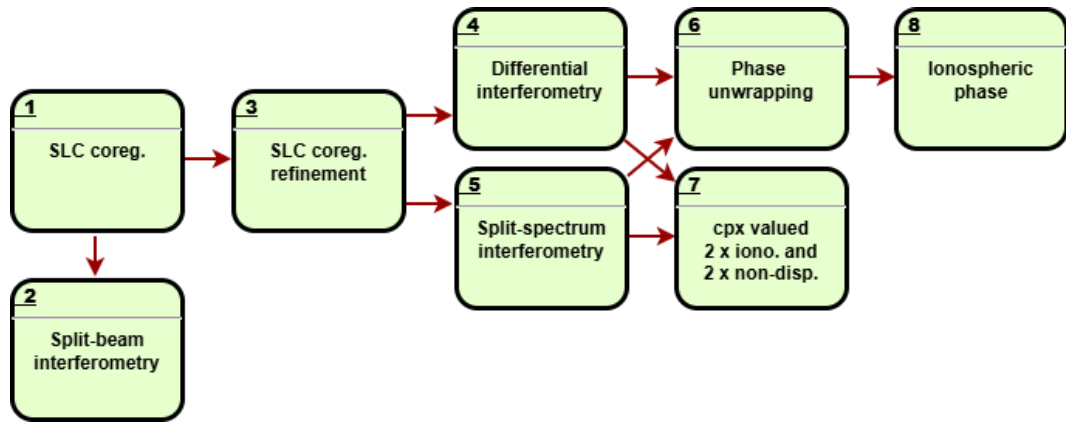 1
SLC coreg.
2
Split-beam
interferometry
3
SLC coreg.
refinement
4
Differential
interferometry
5
Split-spectrum
interferometry
6
Phase
unwrapping
7
cpx valued
2 x iono. and
2 x non-disp.
8
Ionospheric
phase